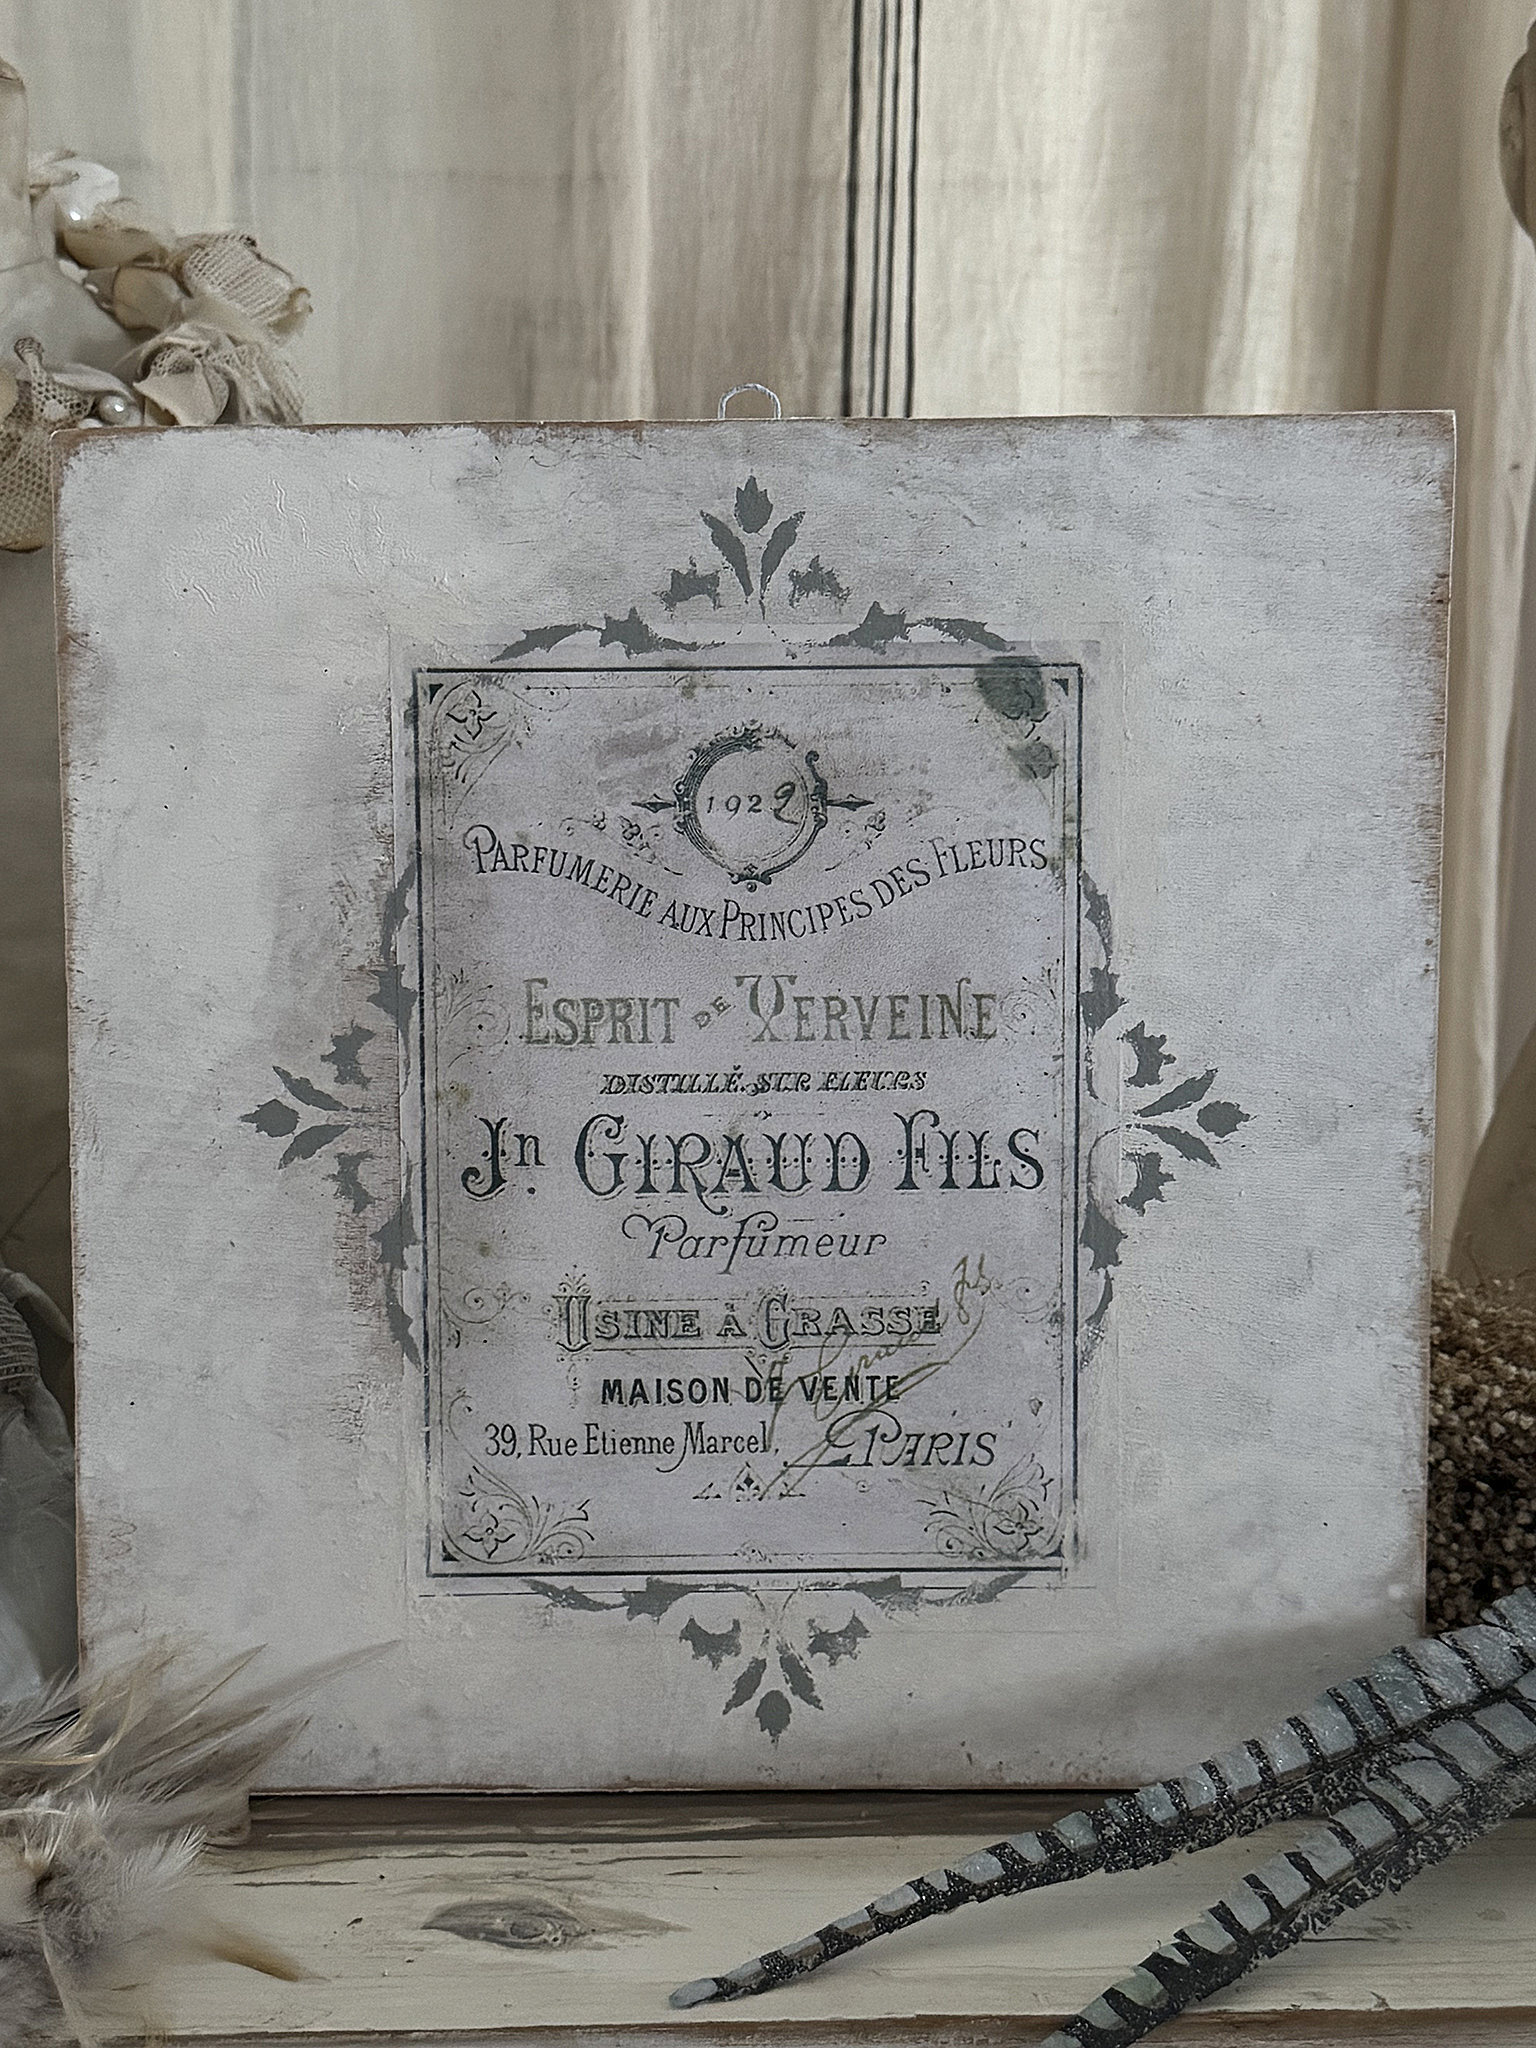 1929
PARFUMERIE AUX PRINCIPES DES FLEURS
ESPRIT DE VERVEINE
DISTILLÉ SUR FLEURS
Jn. GIRAUD FILS
Parfumeur
USINE À GRASSE
MAISON DE VENTE
39, Rue Etienne Marcel, PARIS